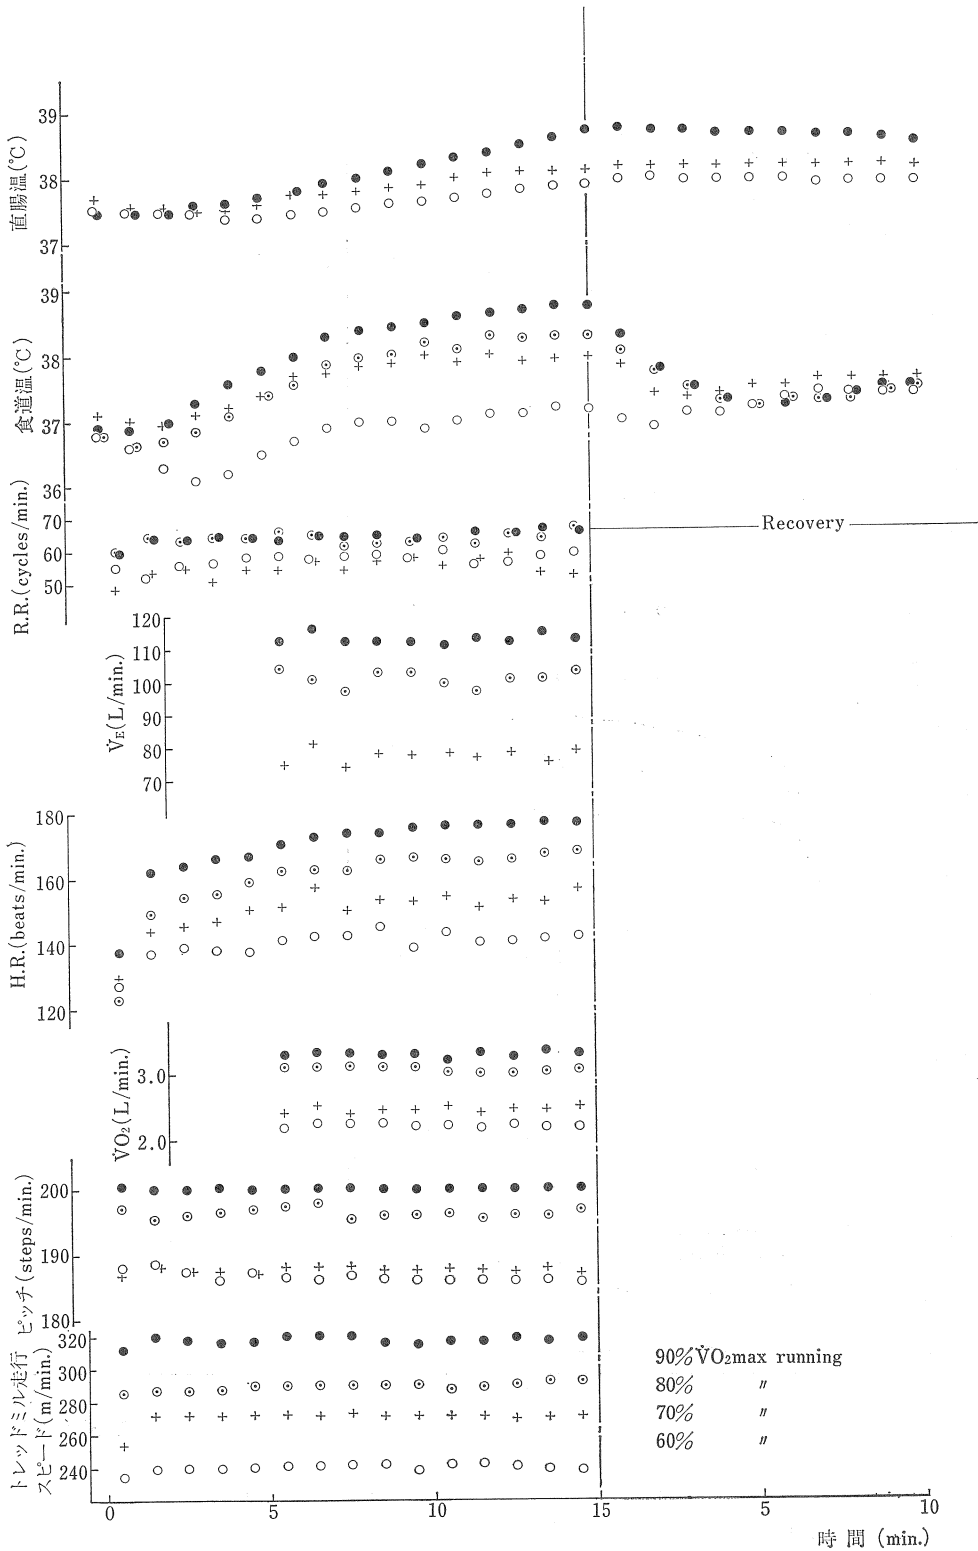 39
38
37
直腸温(℃)
39
38
37
36
食道温(℃)
70
60
50
R.R.(cycles/min.)
Recovery
120
110
100
90
80
70
V̇E(L/min.)
180
160
140
120
H.R.(beats/min.)
3.0
2.0
V̇O₂(L/min.)
200
190
180
ピッチ(steps/min.)
320
300
280
260
240
トレッドミル走行
スピード(m/min.)
90%V̇O₂max running
80% 〃
70% 〃
60% 〃
0 5 10 15 5 10
時間 (min.)